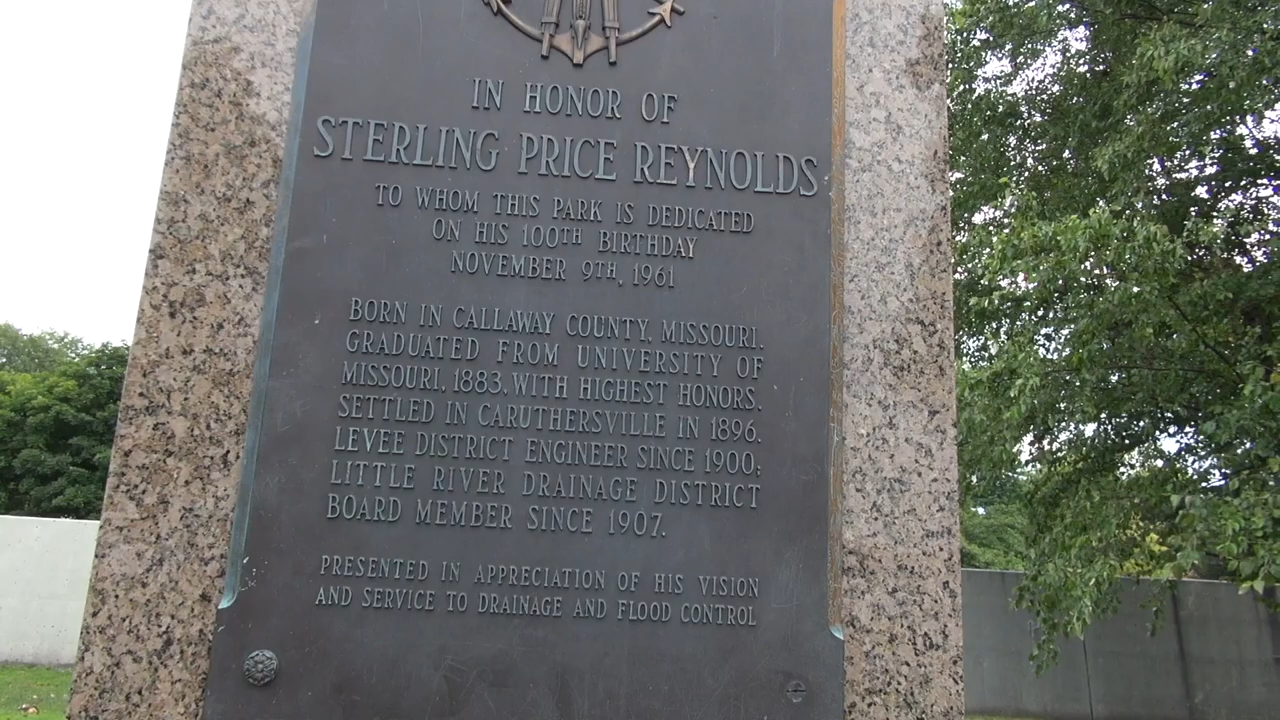 IN HONOR OF
STERLING PRICE REYNOLDS
TO WHOM THIS PARK IS DEDICATED
ON HIS 100TH BIRTHDAY
NOVEMBER 9TH, 1961
BORN IN CALLAWAY COUNTY, MISSOURI.
GRADUATED FROM UNIVERSITY OF
MISSOURI, 1883, WITH HIGHEST HONORS.
SETTLED IN CARUTHERSVILLE IN 1896.
LEVEE DISTRICT ENGINEER SINCE 1900;
LITTLE RIVER DRAINAGE DISTRICT
BOARD MEMBER SINCE 1907.
PRESENTED IN APPRECIATION OF HIS VISION
AND SERVICE TO DRAINAGE AND FLOOD CONTROL